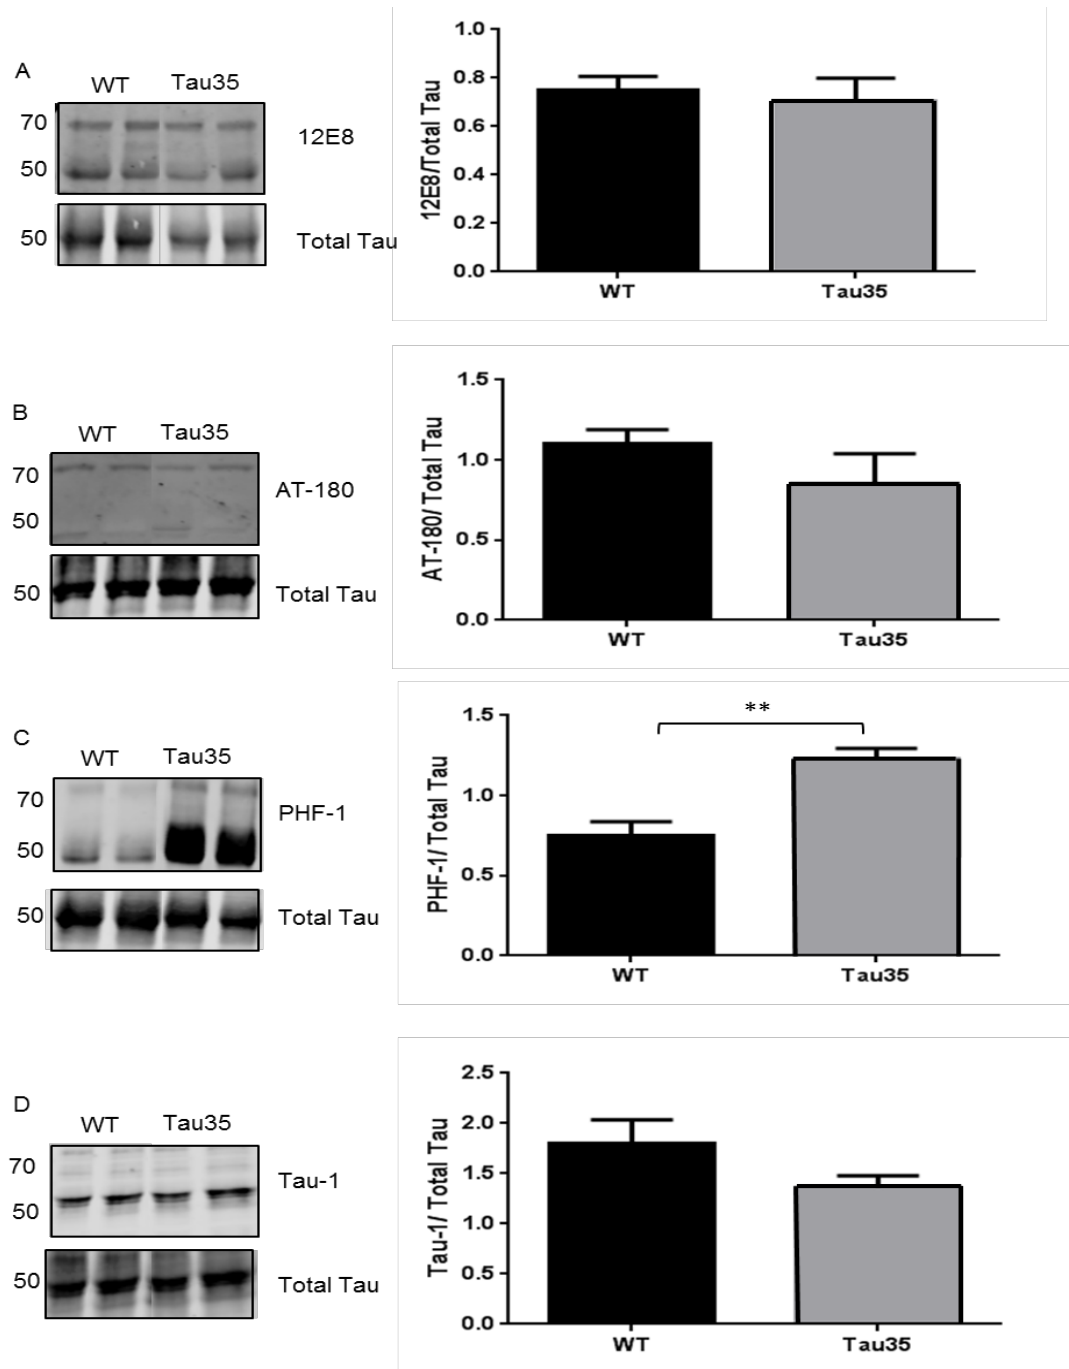 A
WT Tau35
70
50
12E8
50
Total Tau
1.0
0.8
0.6
0.4
0.2
0.0
12E8/Total Tau
WT Tau35
B
WT Tau35
70
50
AT-180
50
Total Tau
1.5
1.0
0.5
0.0
AT-180/ Total Tau
WT Tau35
C
WT Tau35
70
50
PHF-1
50
Total Tau
**
1.5
1.0
0.5
0.0
PHF-1/ Total Tau
WT Tau35
D
WT Tau35
70
50
Tau-1
50
Total Tau
2.5
2.0
1.5
1.0
0.5
0.0
Tau-1/ Total Tau
WT Tau35